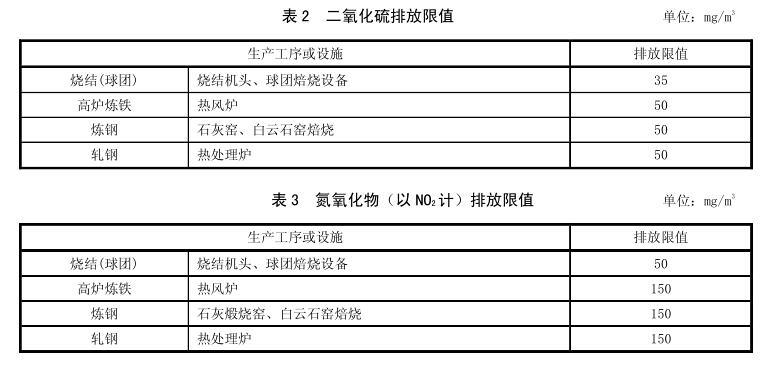 表2 二氧化硫排放限值 单位：mg/m³
生产工序或设施 排放限值
烧结(球团) 烧结机头、球团焙烧设备 35
高炉炼铁 热风炉 50
炼钢 石灰窑、白云石窑焙烧 50
轧钢 热处理炉 50
表3 氮氧化物（以NO₂计）排放限值 单位：mg/m³
生产工序或设施 排放限值
烧结(球团) 烧结机头、球团焙烧设备 50
高炉炼铁 热风炉 150
炼钢 石灰煅烧窑、白云石窑焙烧 150
轧钢 热处理炉 150